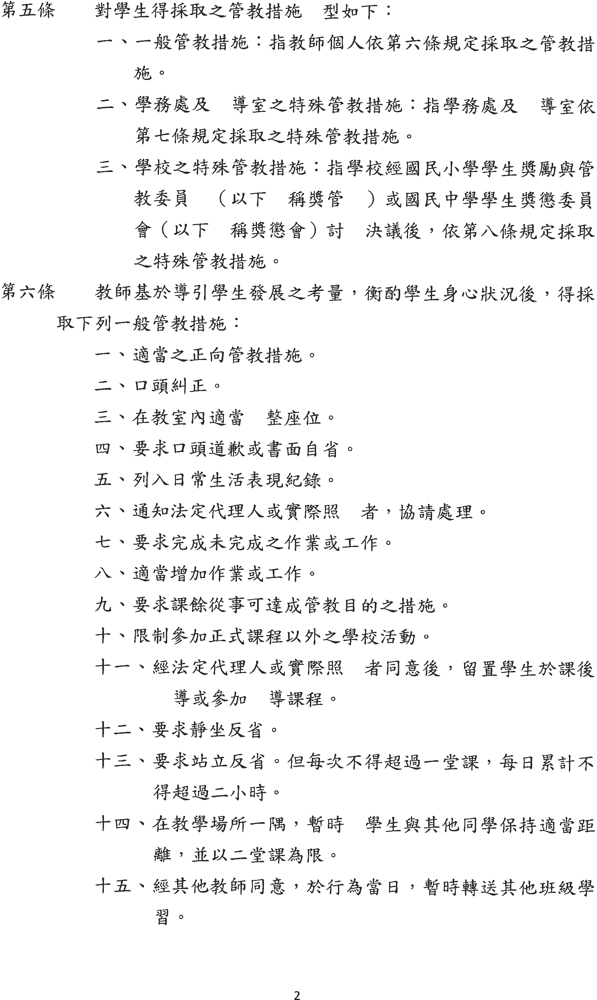 第五條　　對學生得採取之管教措施　型如下：
一、一般管教措施：指教師個人依第六條規定採取之管教措
施。
二、學務處及　導室之特殊管教措施：指學務處及　導室依
第七條規定採取之特殊管教措施。
三、學校之特殊管教措施：指學校經國民小學學生獎勵與管
教委員　（以下　稱獎管　）或國民中學學生獎懲委員
會（以下　稱獎懲會）討　決議後，依第八條規定採取
之特殊管教措施。
第六條　　教師基於導引學生發展之考量，衡酌學生身心狀況後，得採
取下列一般管教措施：
一、適當之正向管教措施。
二、口頭糾正。
三、在教室內適當　整座位。
四、要求口頭道歉或書面自省。
五、列入日常生活表現紀錄。
六、通知法定代理人或實際照　者，協請處理。
七、要求完成未完成之作業或工作。
八、適當增加作業或工作。
九、要求課餘從事可達成管教目的之措施。
十、限制參加正式課程以外之學校活動。
十一、經法定代理人或實際照　者同意後，留置學生於課後
　導或參加　導課程。
十二、要求靜坐反省。
十三、要求站立反省。但每次不得超過一堂課，每日累計不
得超過二小時。
十四、在教學場所一隅，暫時　學生與其他同學保持適當距
離，並以二堂課為限。
十五、經其他教師同意，於行為當日，暫時轉送其他班級學
習。
2